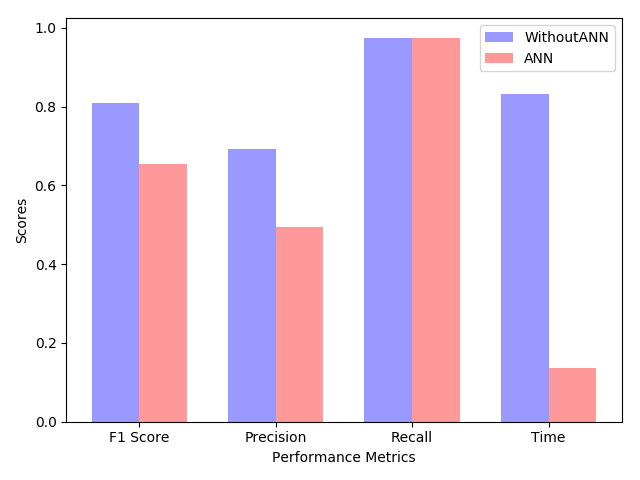 1.0
0.8
0.6
0.4
0.2
0.0
Scores
WithoutANN
ANN
F1 Score
Precision
Recall
Time
Performance Metrics